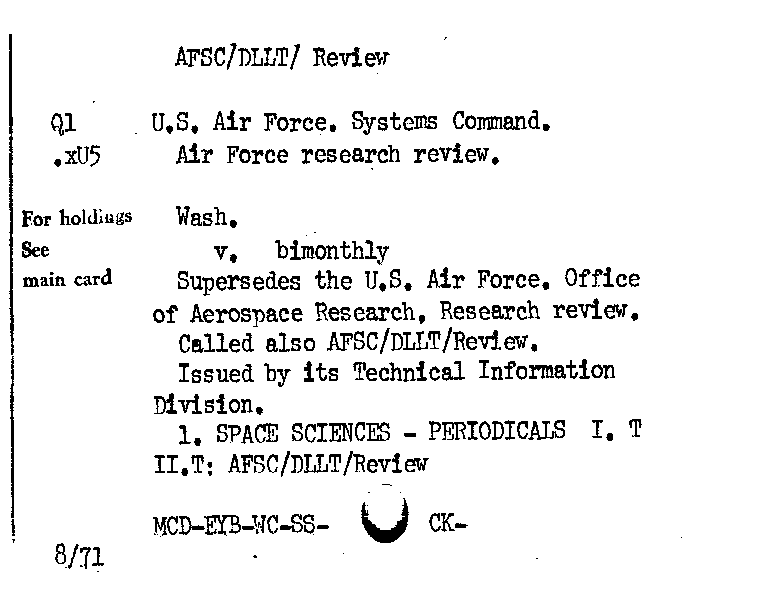 AFSC/DLLT/ Review
Q1 U.S. Air Force. Systems Command.
.xU5 Air Force research review.
For holdings Wash.
See v. bimonthly
main card Supersedes the U.S. Air Force. Office
of Aerospace Research, Research review.
Called also AFSC/DLLT/Review.
Issued by its Technical Information
Division.
1. SPACE SCIENCES - PERIODICALS I. T
II.T: AFSC/DLLT/Review
MCD-EYB-WC-SS- CK-
8/71